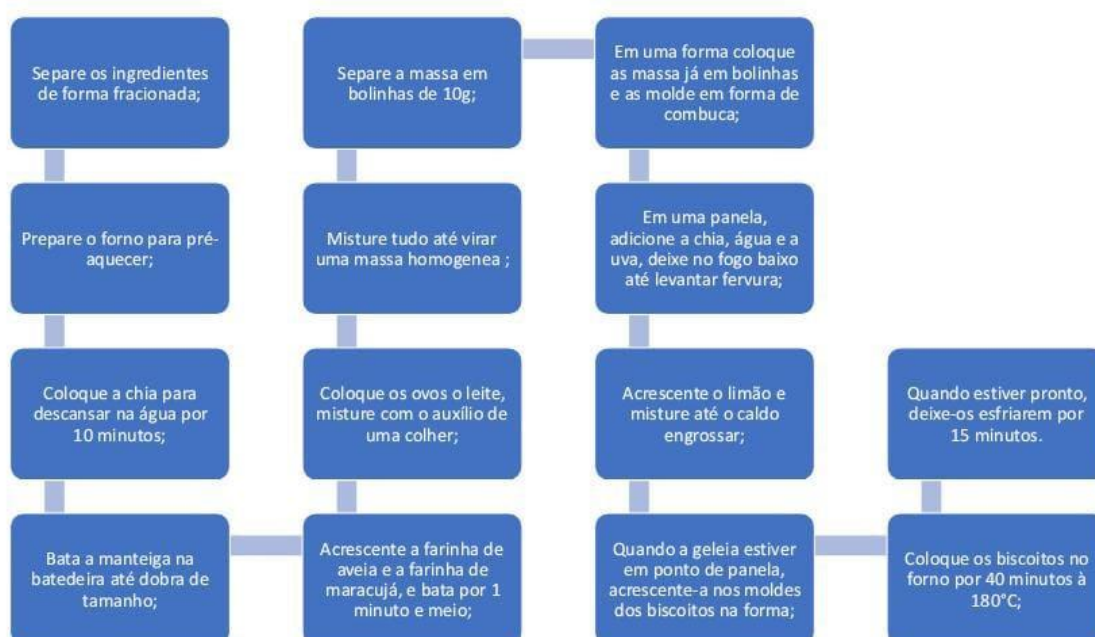 Separe os ingredientes
de forma fracionada;
Prepare o forno para pré-
aquecer;
Coloque a chia para
descansar na água por
10 minutos;
Bata a manteiga na
batedeira até dobra de
tamanho;
Acrescente a farinha de
aveia e a farinha de
maracujá, e bata por 1
minuto e meio;
Coloque os ovos o leite,
misture com o auxílio de
uma colher;
Misture tudo até virar
uma massa homogenea ;
Separe a massa em
bolinhas de 10g;
Em uma forma coloque
as massa já em bolinhas
e as molde em forma de
combuca;
Em uma panela,
adicione a chia, água e a
uva, deixe no fogo baixo
até levantar fervura;
Acrescente o limão e
misture até o caldo
engrossar;
Quando a geleia estiver
em ponto de panela,
acrescente-a nos moldes
dos biscoitos na forma;
Coloque os biscoitos no
forno por 40 minutos à
180°C;
Quando estiver pronto,
deixe-os esfriarem por
15 minutos.